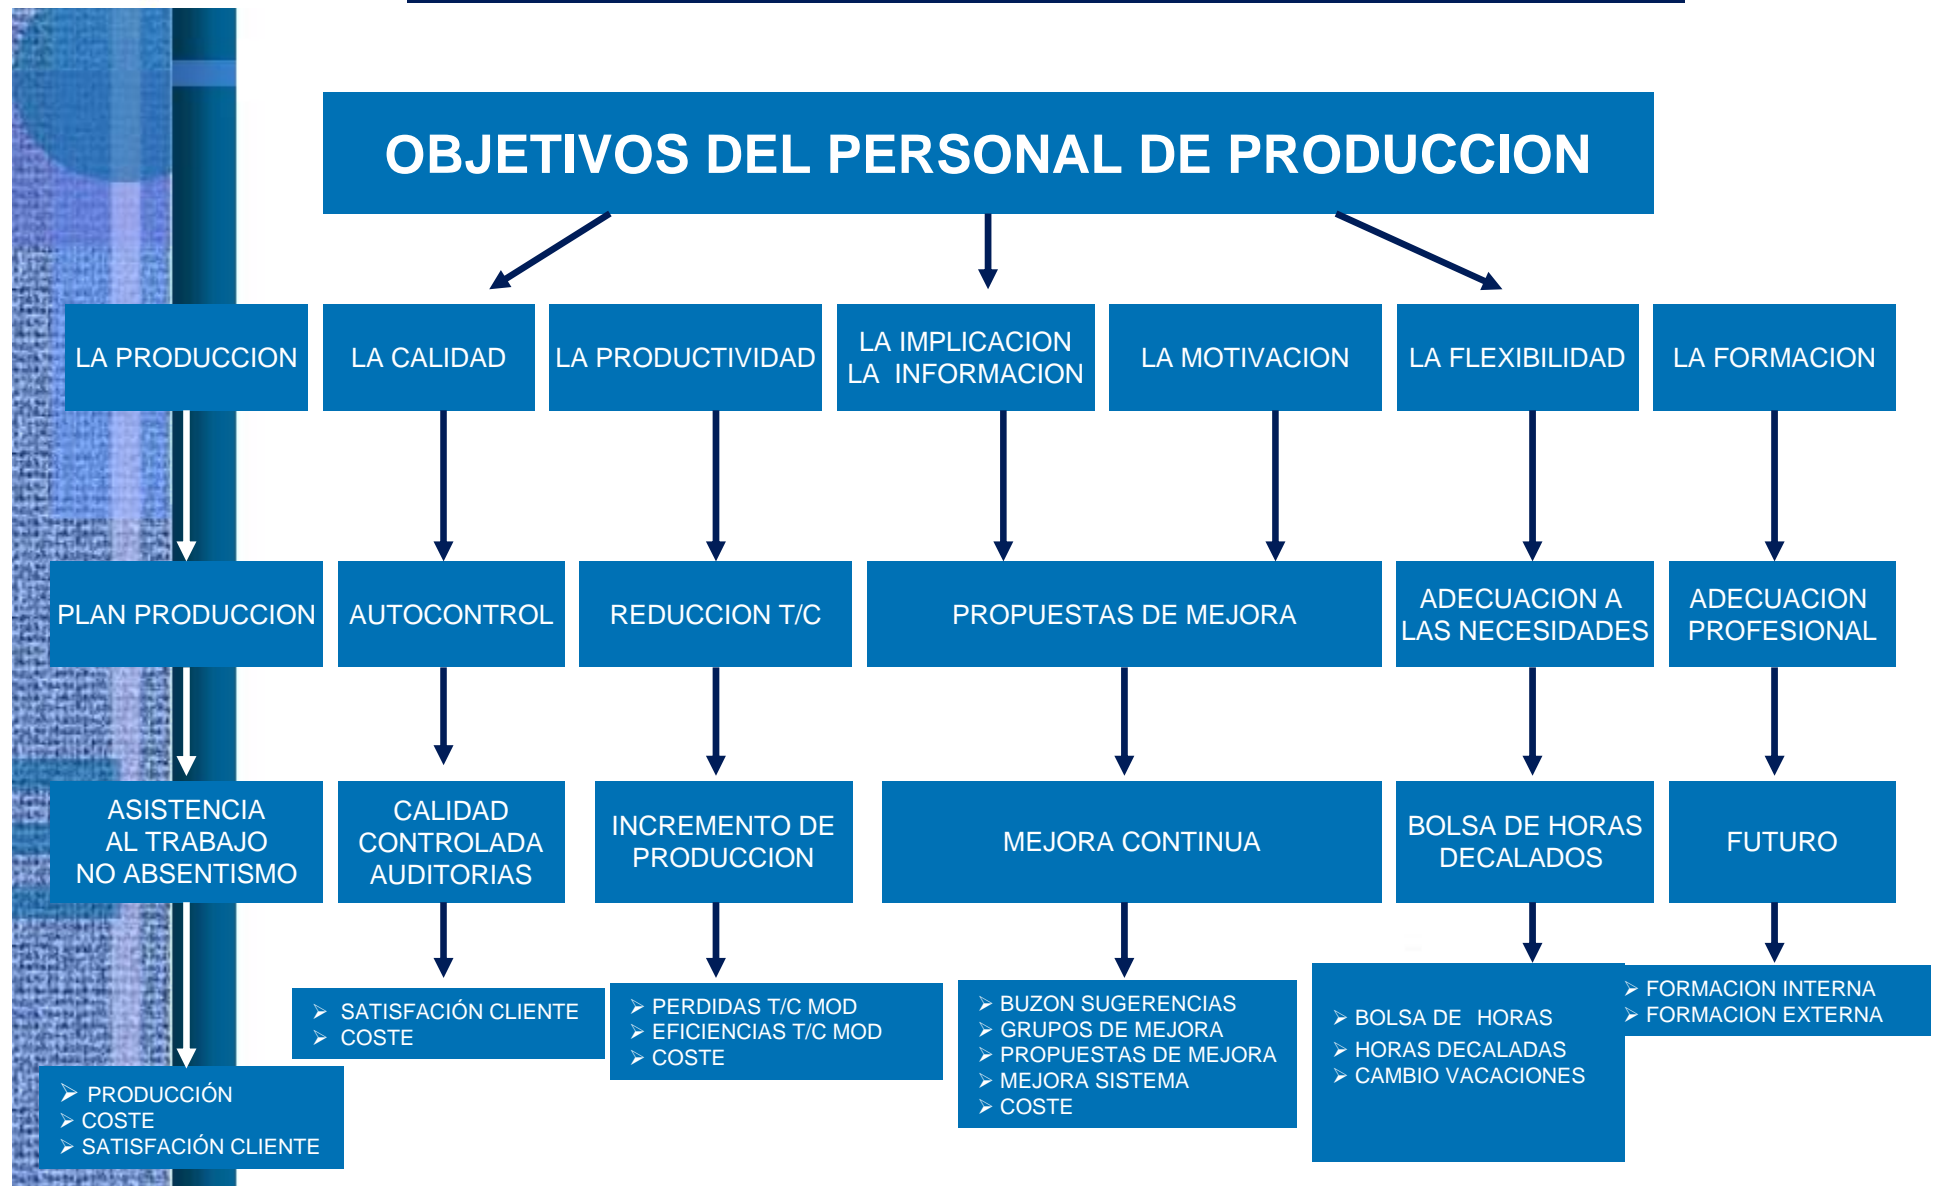 OBJETIVOS DEL PERSONAL DE PRODUCCION
LA PRODUCCION
LA CALIDAD
LA PRODUCTIVIDAD
LA IMPLICACION
LA INFORMACION
LA MOTIVACION
LA FLEXIBILIDAD
LA FORMACION
PLAN PRODUCCION
AUTOCONTROL
REDUCCION T/C
PROPUESTAS DE MEJORA
ADECUACION A
LAS NECESIDADES
ADECUACION
PROFESIONAL
ASISTENCIA
AL TRABAJO
NO ABSENTISMO
CALIDAD
CONTROLADA
AUDITORIAS
INCREMENTO DE
PRODUCCION
MEJORA CONTINUA
BOLSA DE HORAS
DECALADOS
FUTURO
➢ PRODUCCIÓN
➢ COSTE
➢ SATISFACCIÓN CLIENTE
➢ SATISFACCIÓN CLIENTE
➢ COSTE
➢ PERDIDAS T/C MOD
➢ EFICIENCIAS T/C MOD
➢ COSTE
➢ BUZON SUGERENCIAS
➢ GRUPOS DE MEJORA
➢ PROPUESTAS DE MEJORA
➢ MEJORA SISTEMA
➢ COSTE
➢ BOLSA DE HORAS
➢ HORAS DECALADAS
➢ CAMBIO VACACIONES
➢ FORMACION INTERNA
➢ FORMACION EXTERNA